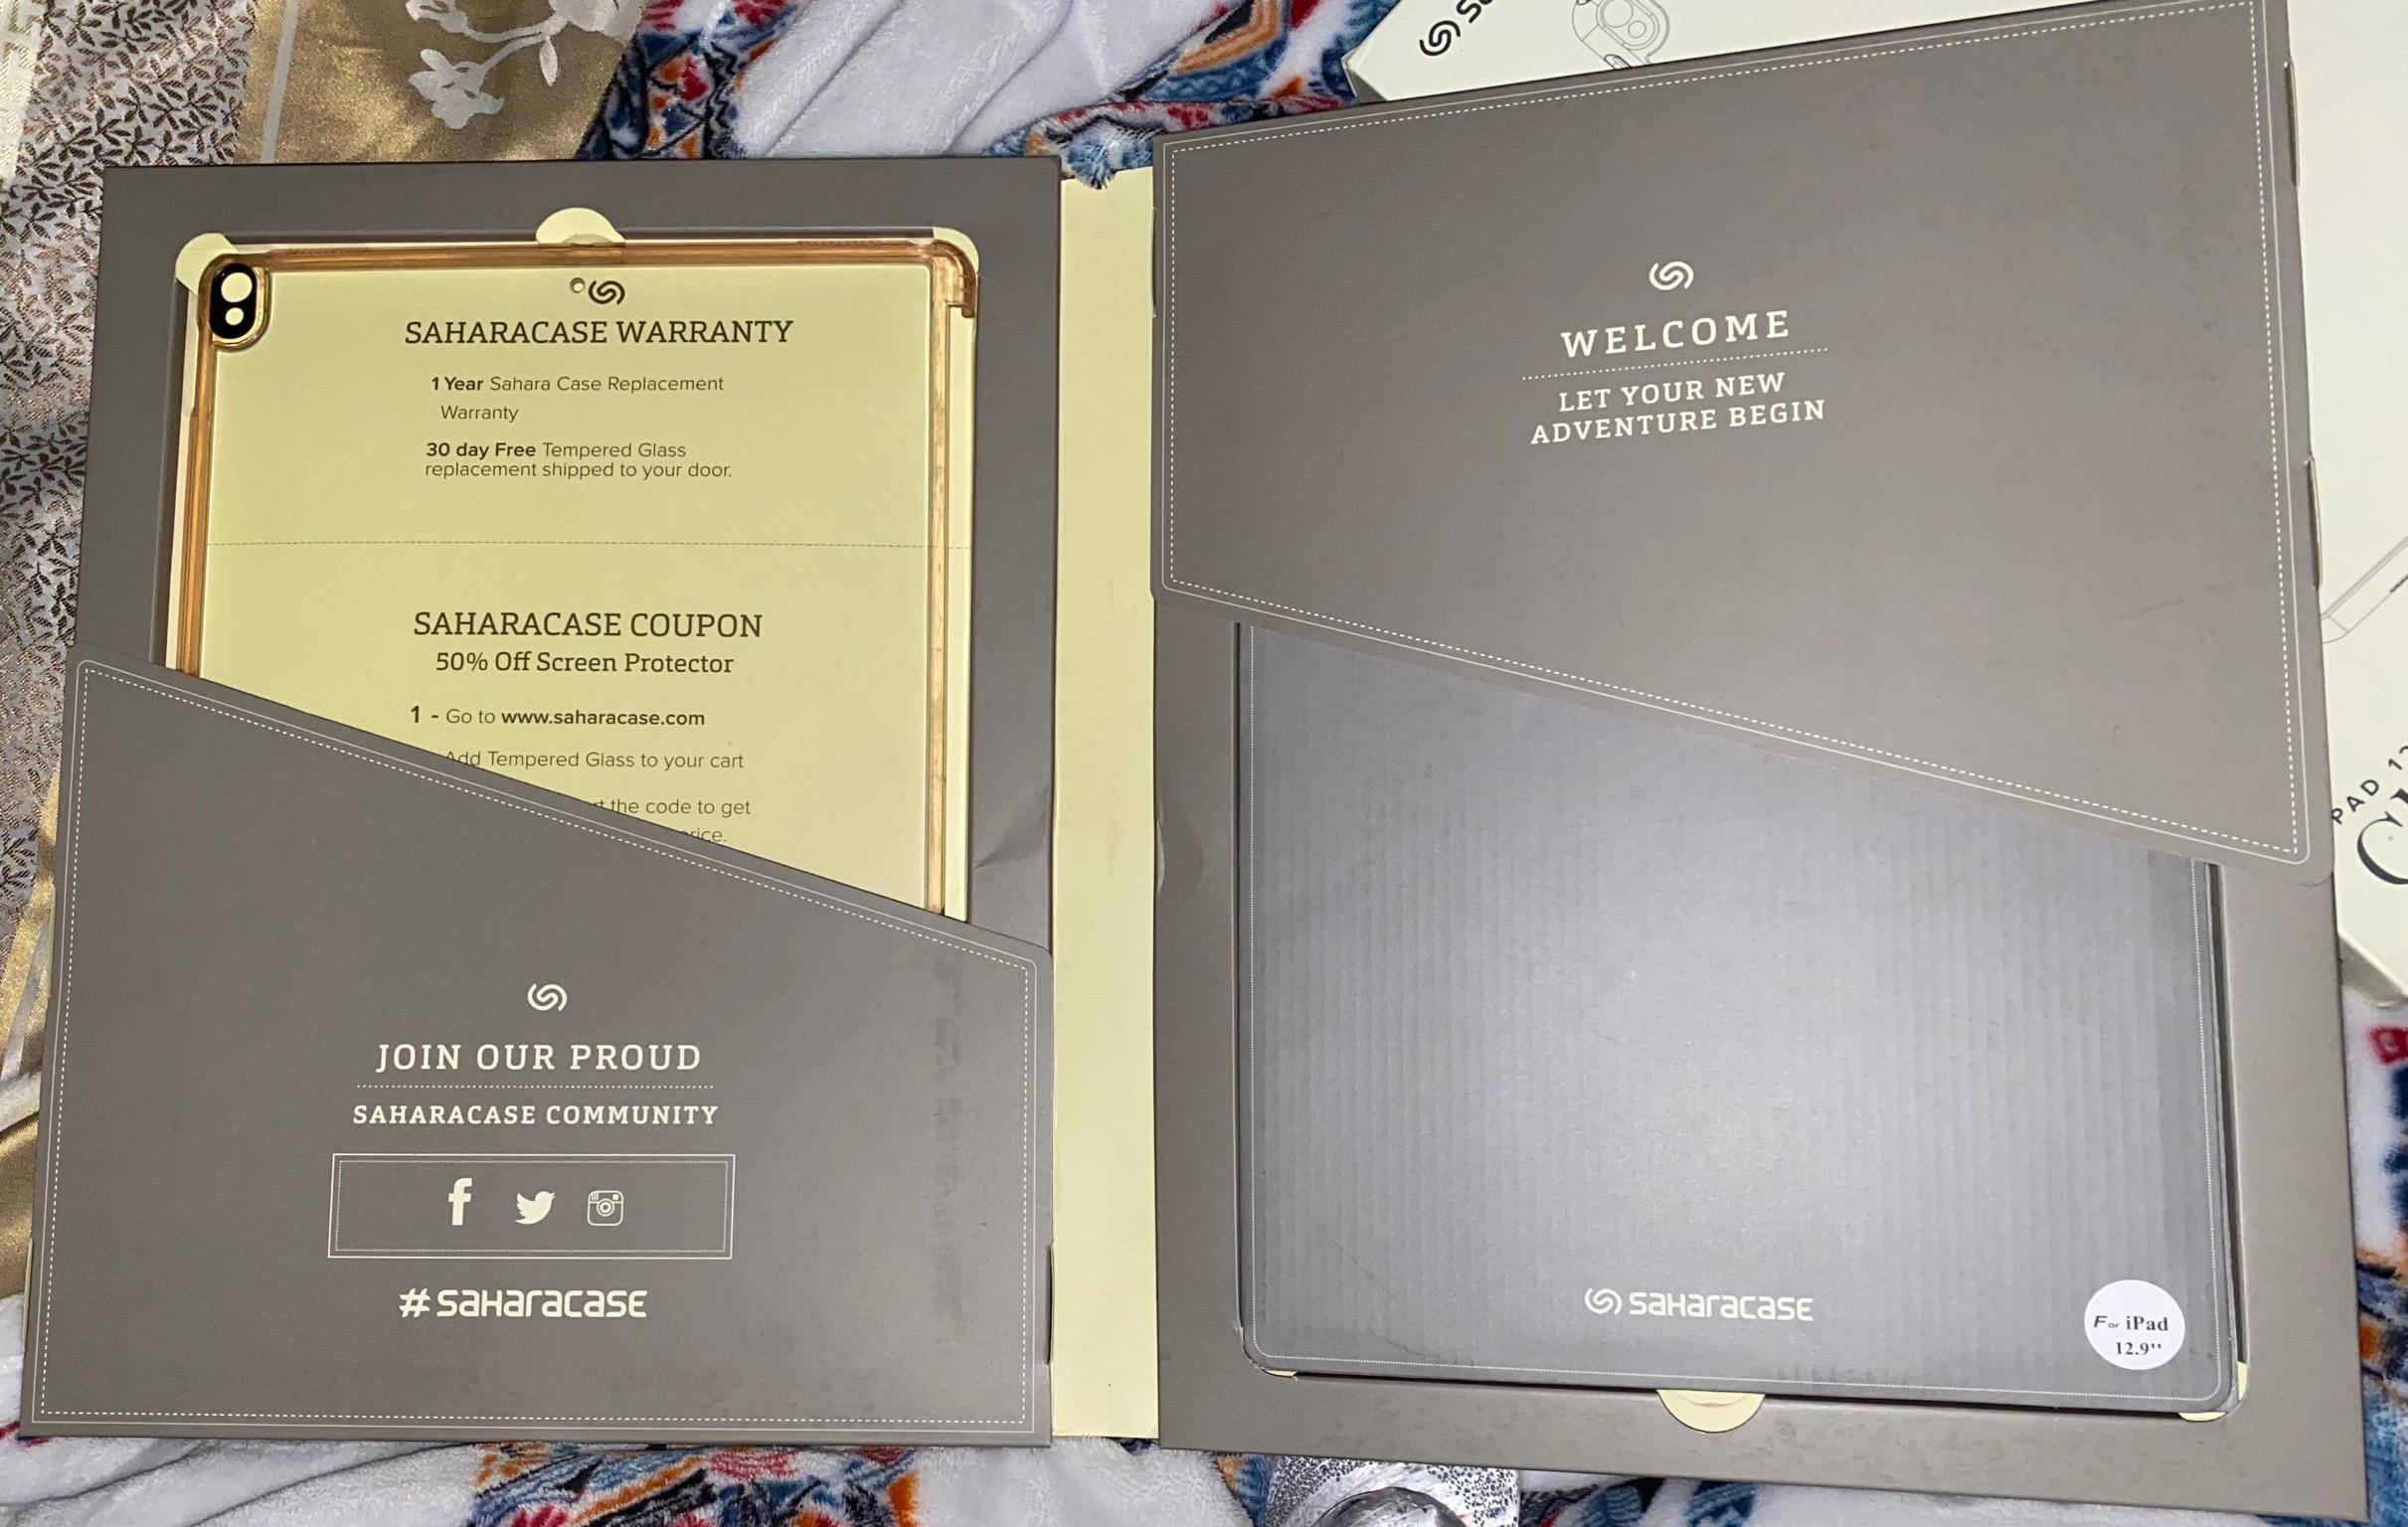 SAHARACASE WARRANTY
1 Year Sahara Case Replacement
Warranty
30 day Free Tempered Glass
replacement shipped to your door.
SAHARACASE COUPON
50% Off Screen Protector
1 - Go to www.saharacase.com
Add Tempered Glass to your cart
the code to get
JOIN OUR PROUD
SAHARACASE COMMUNITY
#saharacase
WELCOME
LET YOUR NEW
ADVENTURE BEGIN
saharacase
For iPad
12.9"